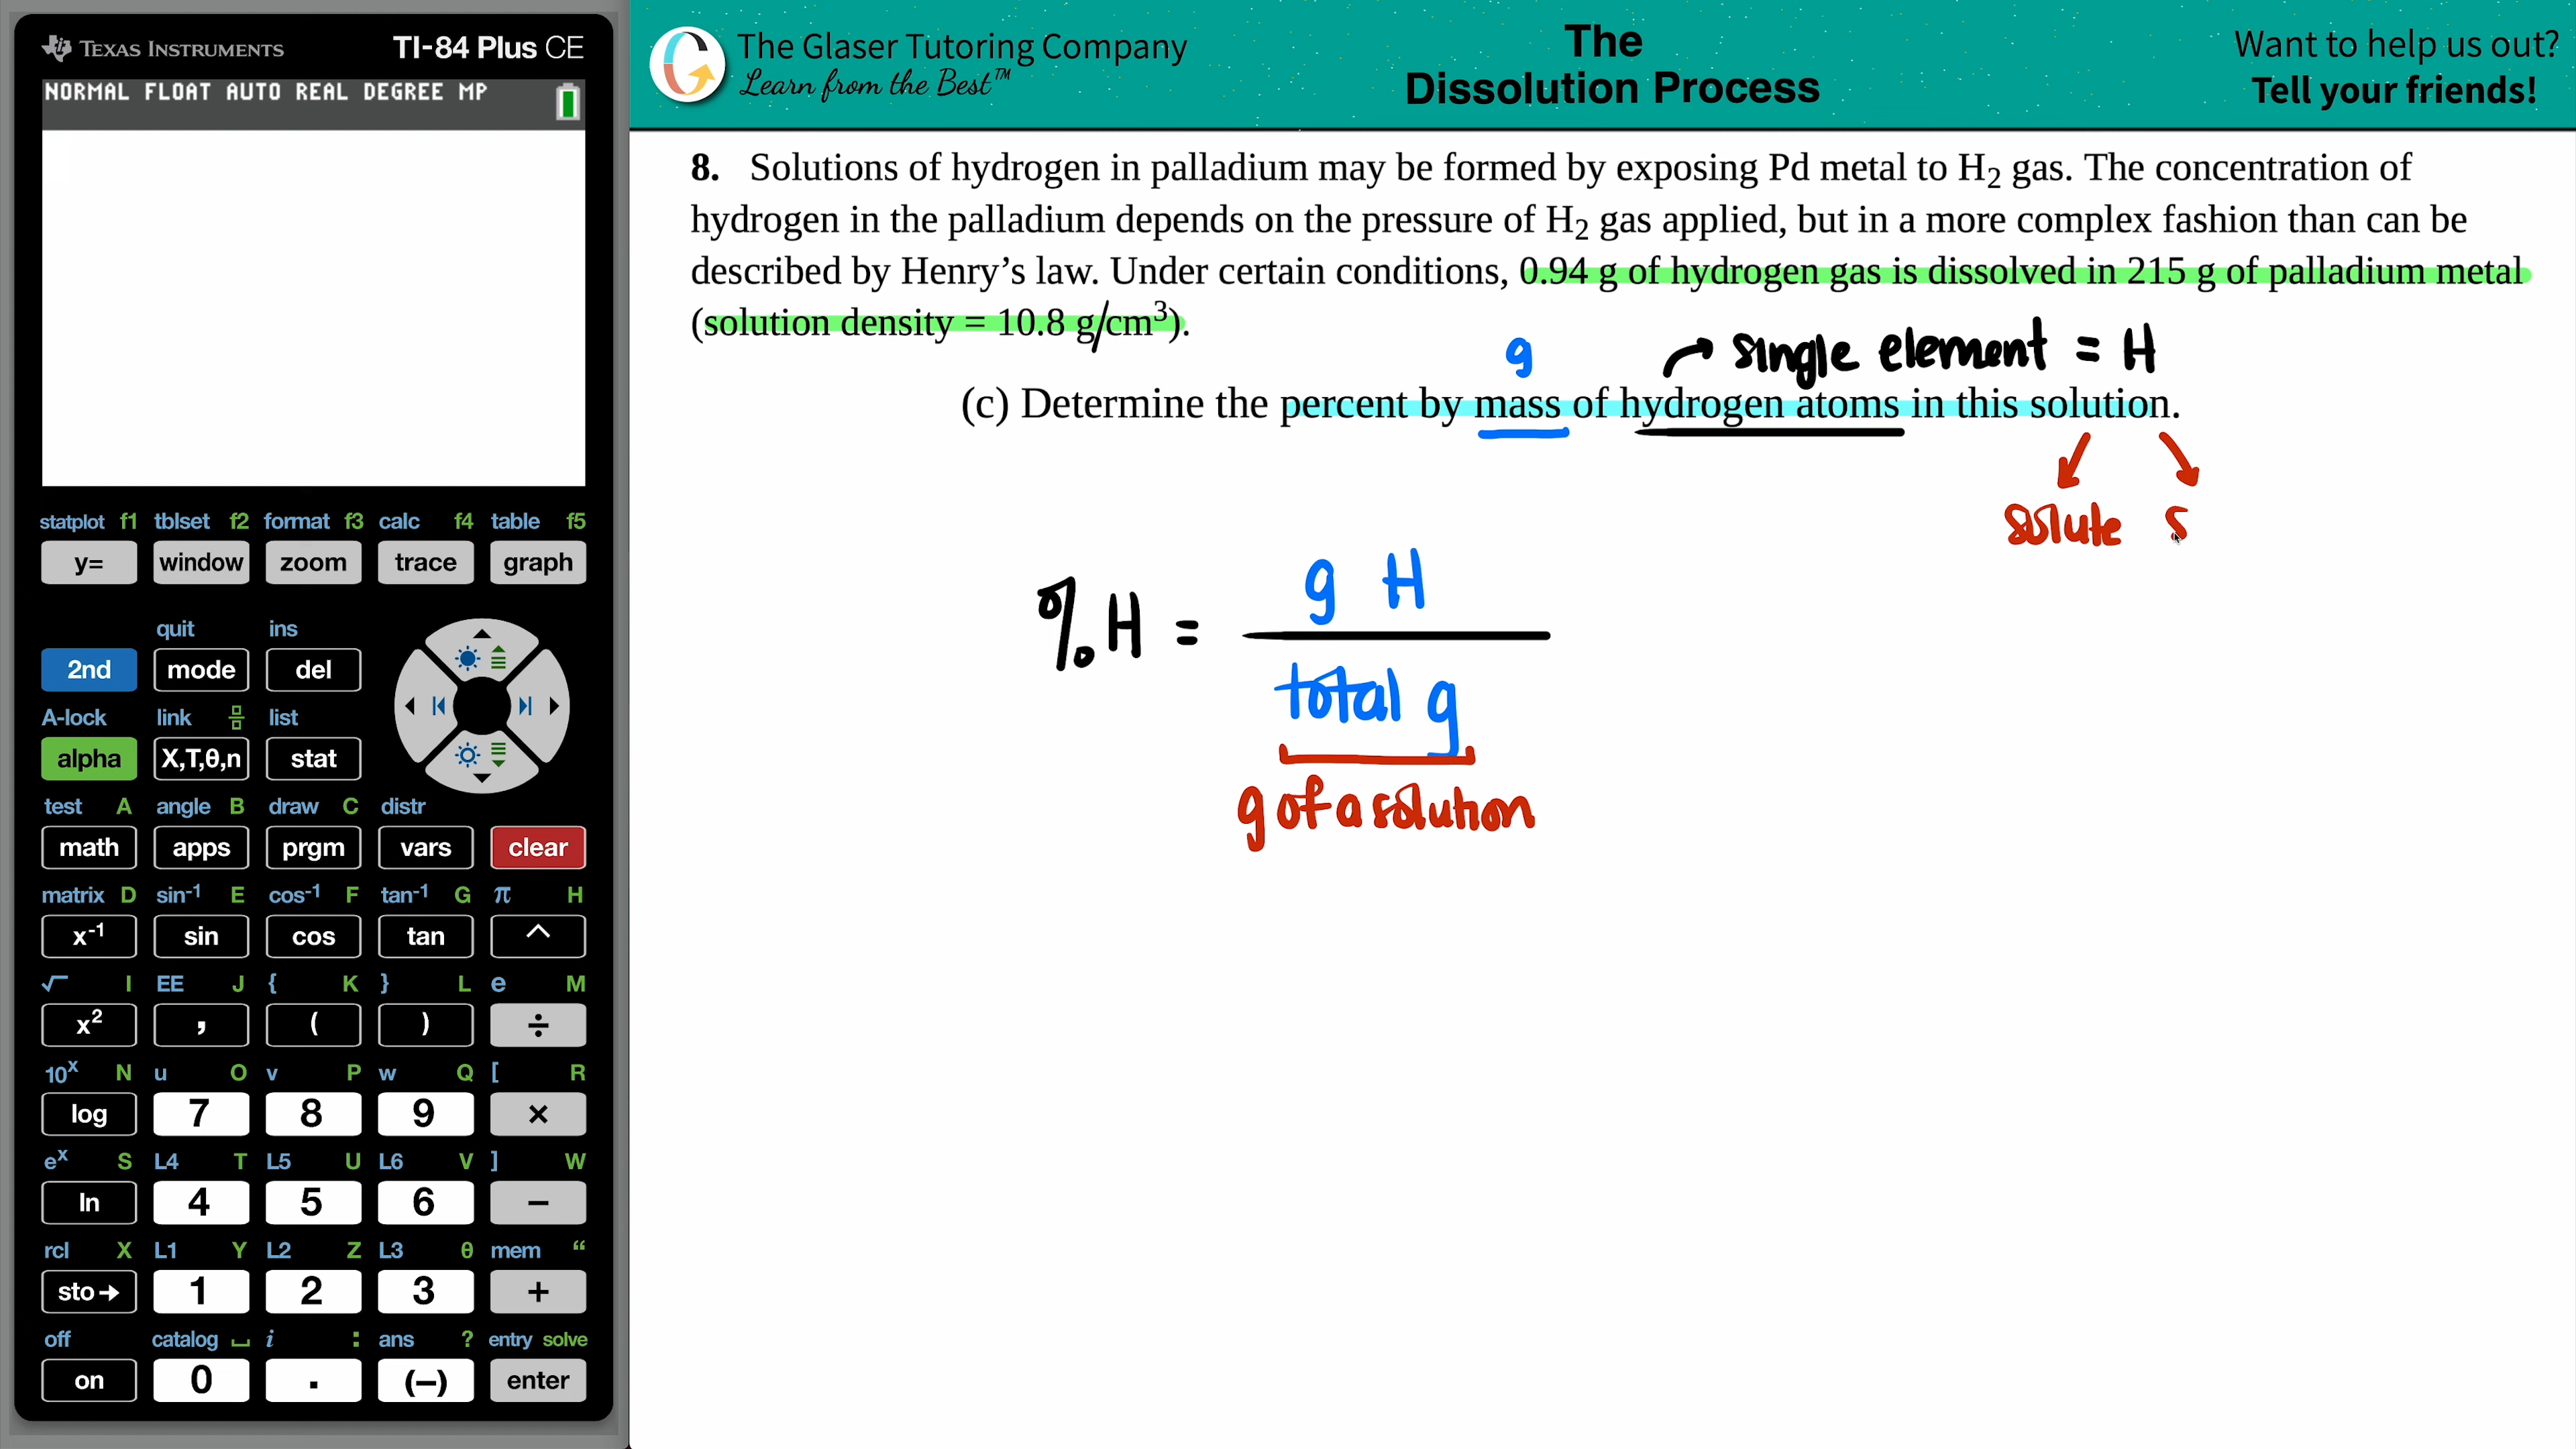 TEXAS INSTRUMENTS TI-84 Plus CE
NORMAL FLOAT AUTO REAL DEGREE MP
statplot f1 tblset f2 format f3 calc f4 table f5
y= window zoom trace graph
quit ins
2nd mode del
A-lock link list
alpha X,T,θ,n stat
test A angle B draw C distr
math apps prgm vars clear
matrix D sin-1 E cos-1 F tan-1 G π H
x-1 sin cos tan ^
√ I EE J { K } L e M
x² , ( ) ÷
10x N u O v P w Q [ R
log 7 8 9 ×
ex S L4 T L5 U L6 V ] W
ln 4 5 6 −
rcl X L1 Y L2 Z L3 θ mem “
sto→ 1 2 3 +
off catalog ⎵ i : ans ? entry solve
on 0 . (−) enter
The Glaser Tutoring Company
Learn from the Best™
The
Dissolution Process
Want to help us out?
Tell your friends!
8. Solutions of hydrogen in palladium may be formed by exposing Pd metal to H₂ gas. The concentration of
hydrogen in the palladium depends on the pressure of H₂ gas applied, but in a more complex fashion than can be
described by Henry’s law. Under certain conditions, 0.94 g of hydrogen gas is dissolved in 215 g of palladium metal
(solution density = 10.8 g/cm³).
g single element = H
(c) Determine the percent by mass of hydrogen atoms in this solution.
solute s
% H = g H
total g
g of a solution